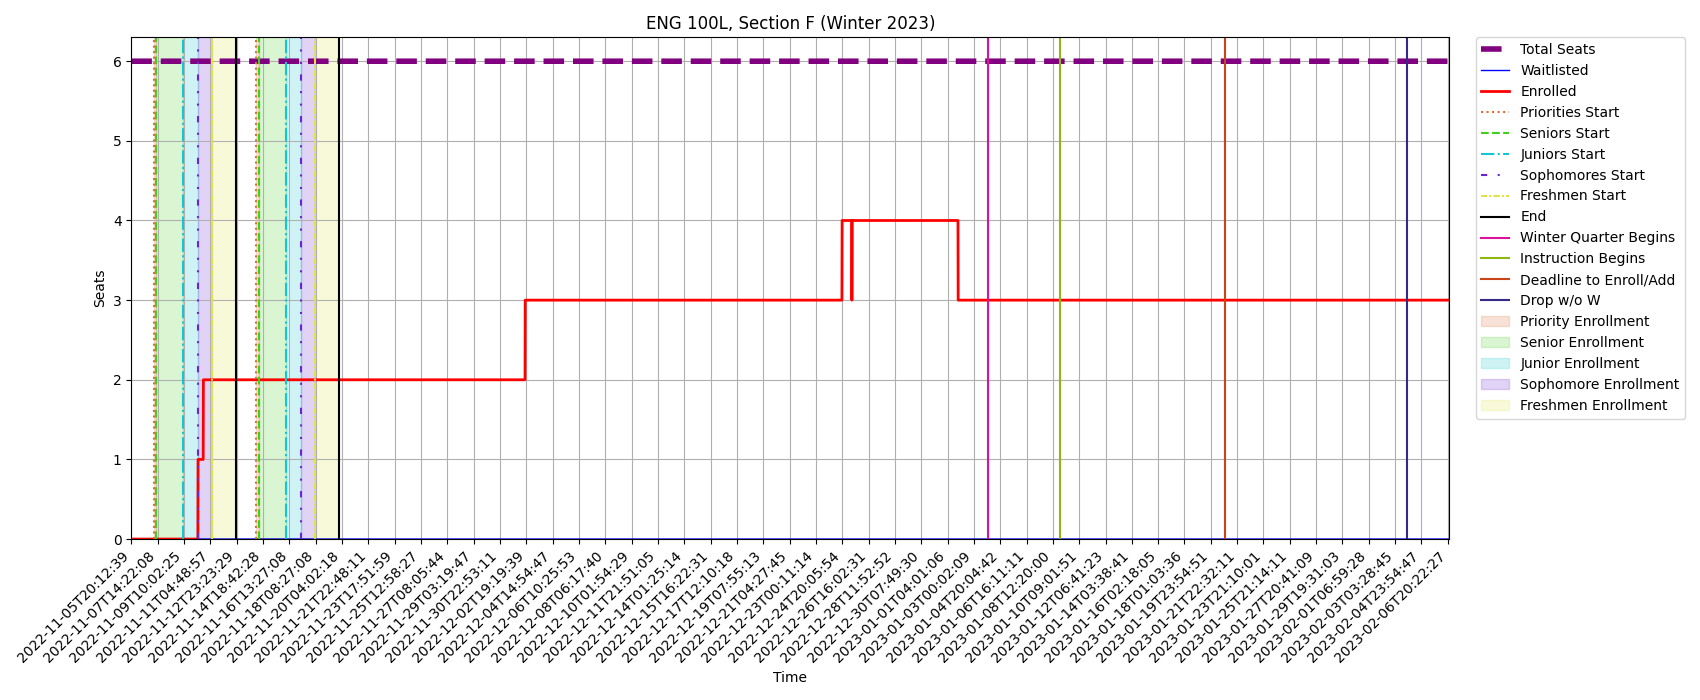 ENG 100L, Section F (Winter 2023)
Seats
6
5
4
3
2
1
0
2022-11-05T20:12:39
2022-11-07T14:22:08
2022-11-09T10:02:25
2022-11-11T04:48:57
2022-11-12T23:23:29
2022-11-14T18:42:28
2022-11-16T13:27:08
2022-11-18T08:27:08
2022-11-20T04:02:18
2022-11-21T22:48:11
2022-11-23T17:51:59
2022-11-25T12:58:27
2022-11-27T08:05:44
2022-11-29T03:19:47
2022-11-30T22:53:11
2022-12-02T19:19:39
2022-12-04T14:54:47
2022-12-06T10:25:53
2022-12-08T06:17:40
2022-12-10T01:54:29
2022-12-11T21:51:05
2022-12-14T01:25:14
2022-12-15T16:22:31
2022-12-17T12:10:18
2022-12-19T07:55:13
2022-12-21T04:27:45
2022-12-23T00:11:14
2022-12-24T20:05:54
2022-12-26T16:02:31
2022-12-28T11:52:52
2022-12-30T07:49:30
2023-01-01T04:01:06
2023-01-03T00:02:09
2023-01-04T20:04:42
2023-01-06T16:11:11
2023-01-08T12:20:00
2023-01-10T09:01:51
2023-01-12T06:41:23
2023-01-14T03:38:41
2023-01-16T02:18:05
2023-01-18T01:03:36
2023-01-19T23:54:51
2023-01-21T22:32:11
2023-01-23T21:10:01
2023-01-25T21:14:11
2023-01-27T20:41:09
2023-01-29T19:31:03
2023-02-01T06:59:28
2023-02-03T03:28:45
2023-02-04T23:54:47
2023-02-06T20:22:27
Time
Total Seats
Waitlisted
Enrolled
Priorities Start
Seniors Start
Juniors Start
Sophomores Start
Freshmen Start
End
Winter Quarter Begins
Instruction Begins
Deadline to Enroll/Add
Drop w/o W
Priority Enrollment
Senior Enrollment
Junior Enrollment
Sophomore Enrollment
Freshmen Enrollment